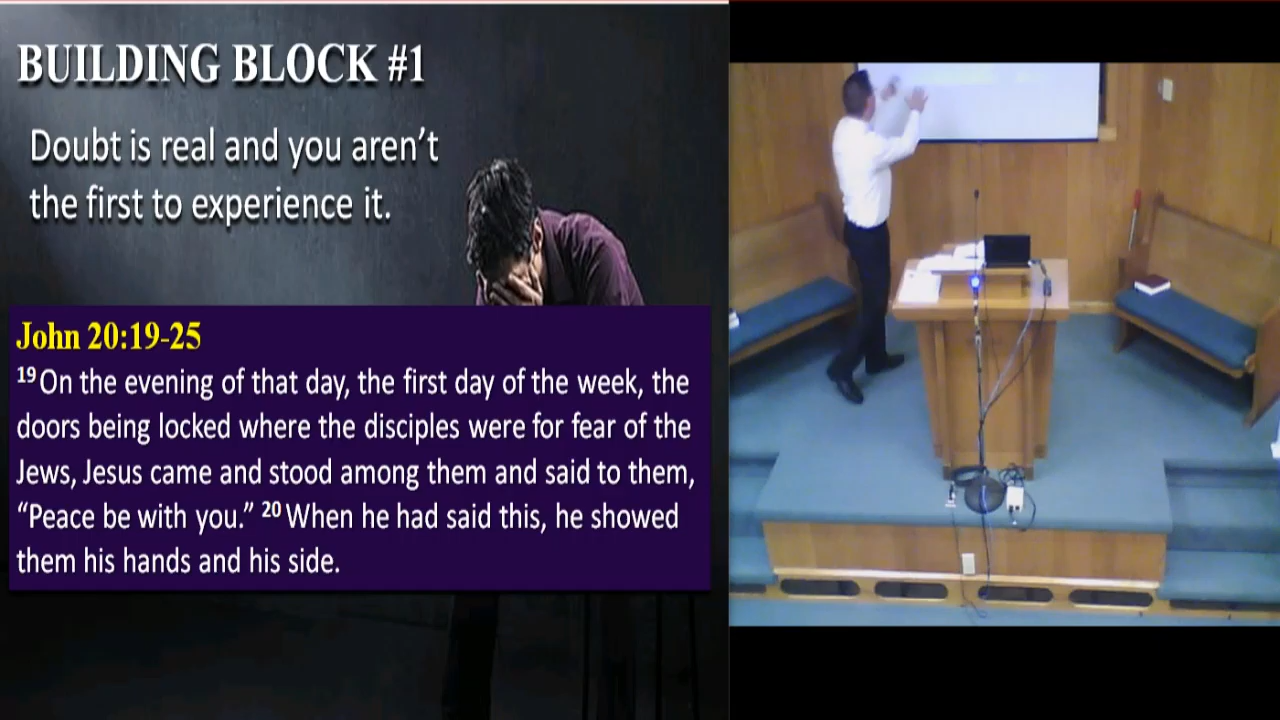 BUILDING BLOCK #1
Doubt is real and you aren’t
the first to experience it.
John 20:19-25
19 On the evening of that day, the first day of the week, the
doors being locked where the disciples were for fear of the
Jews, Jesus came and stood among them and said to them,
“Peace be with you.” 20 When he had said this, he showed
them his hands and his side.